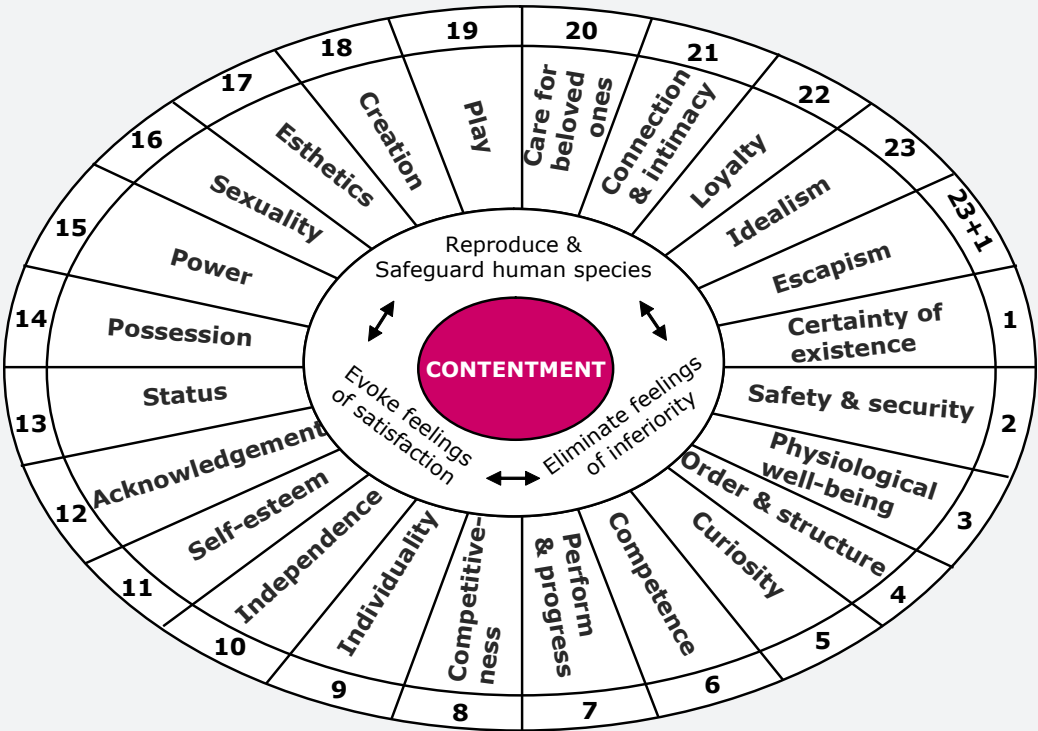 19
20
18
21
17
22
16
23
15
23+1
14
1
13
2
12
3
11
4
10
5
9
6
8
7
Play
Care for
beloved
ones
Creation
Connection
& intimacy
Esthetics
Loyalty
Sexuality
Idealism
Power
Escapism
Possession
Certainty of
existence
Status
Safety & security
Acknowledgement
Physiological
well-being
Self-esteem
Order & structure
Independence
Curiosity
Individuality
Competence
Competitive-
ness
Perform
& progress
Reproduce &
Safeguard human species
CONTENTMENT
Evoke feelings
of satisfaction
Eliminate feelings
of inferiority